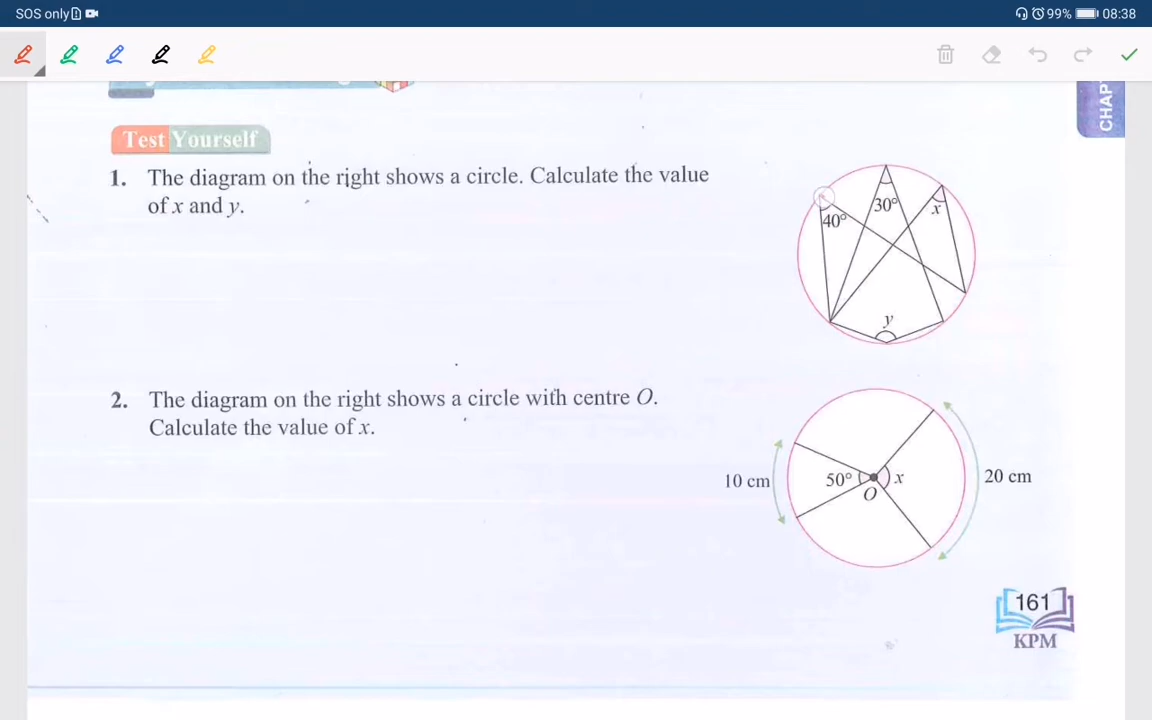 SOS only
99% 08:38
CHAP
Test Yourself
1. The diagram on the right shows a circle. Calculate the value
of x and y.
40°
30°
x
y
2. The diagram on the right shows a circle with centre O.
Calculate the value of x.
10 cm
50°
O
x
20 cm
161
KPM